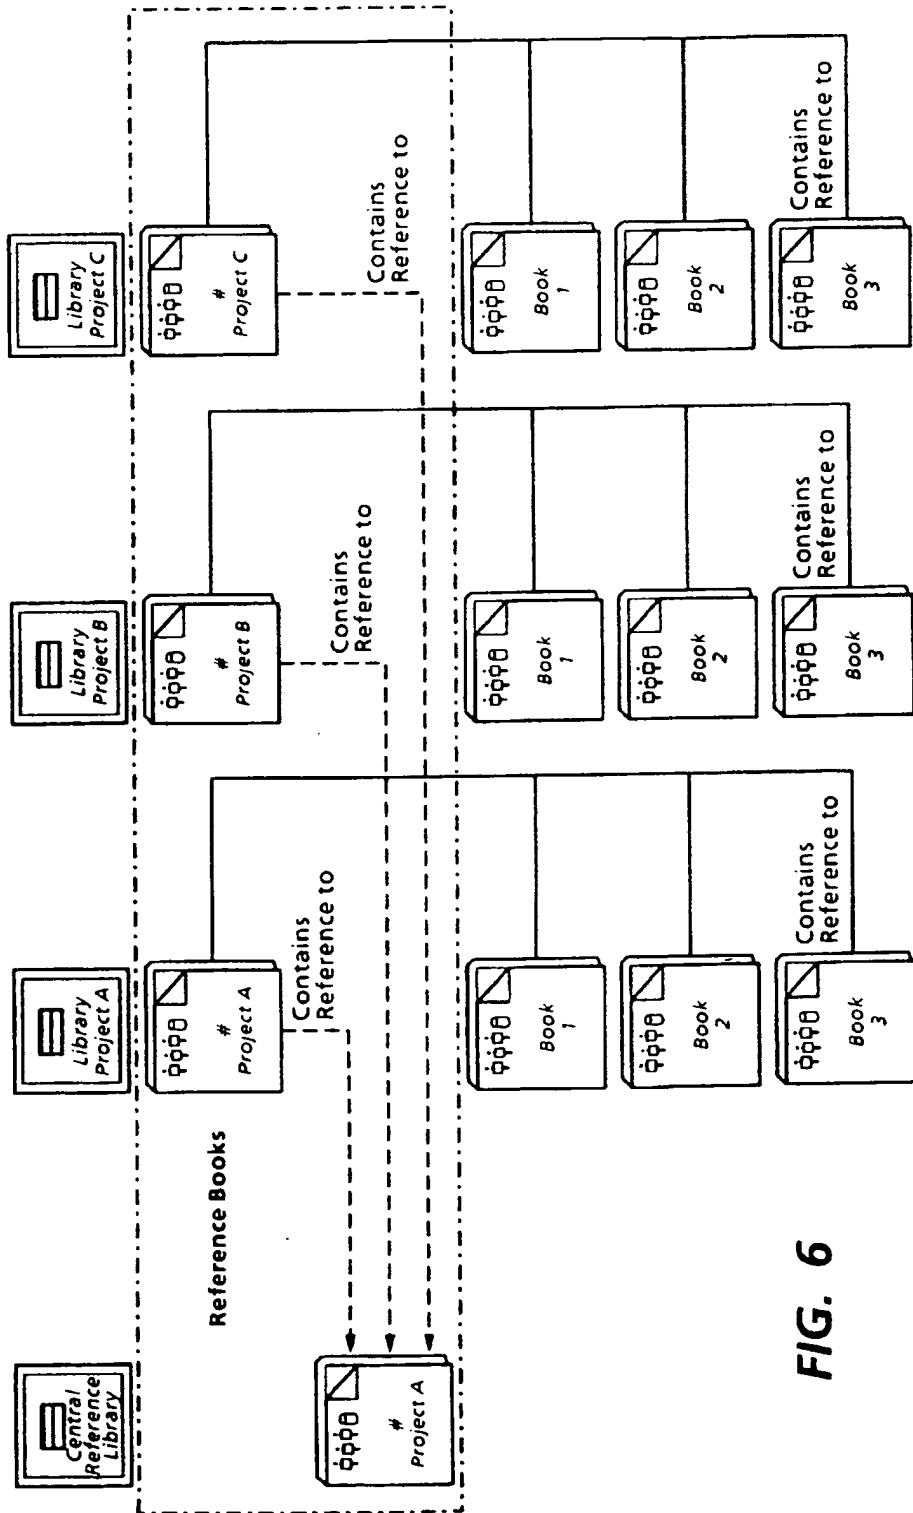 Central
Reference
Library
Library
Project A
Library
Project B
Library
Project C
Reference Books
#
Project A
#
Project B
#
Project C
Contains
Reference to
Contains
Reference to
Contains
Reference to
#
Project A
Book
1
Book
1
Book
1
Book
2
Book
2
Book
2
Book
3
Contains
Reference to
Book
3
Contains
Reference to
Book
3
Contains
Reference to
FIG. 6